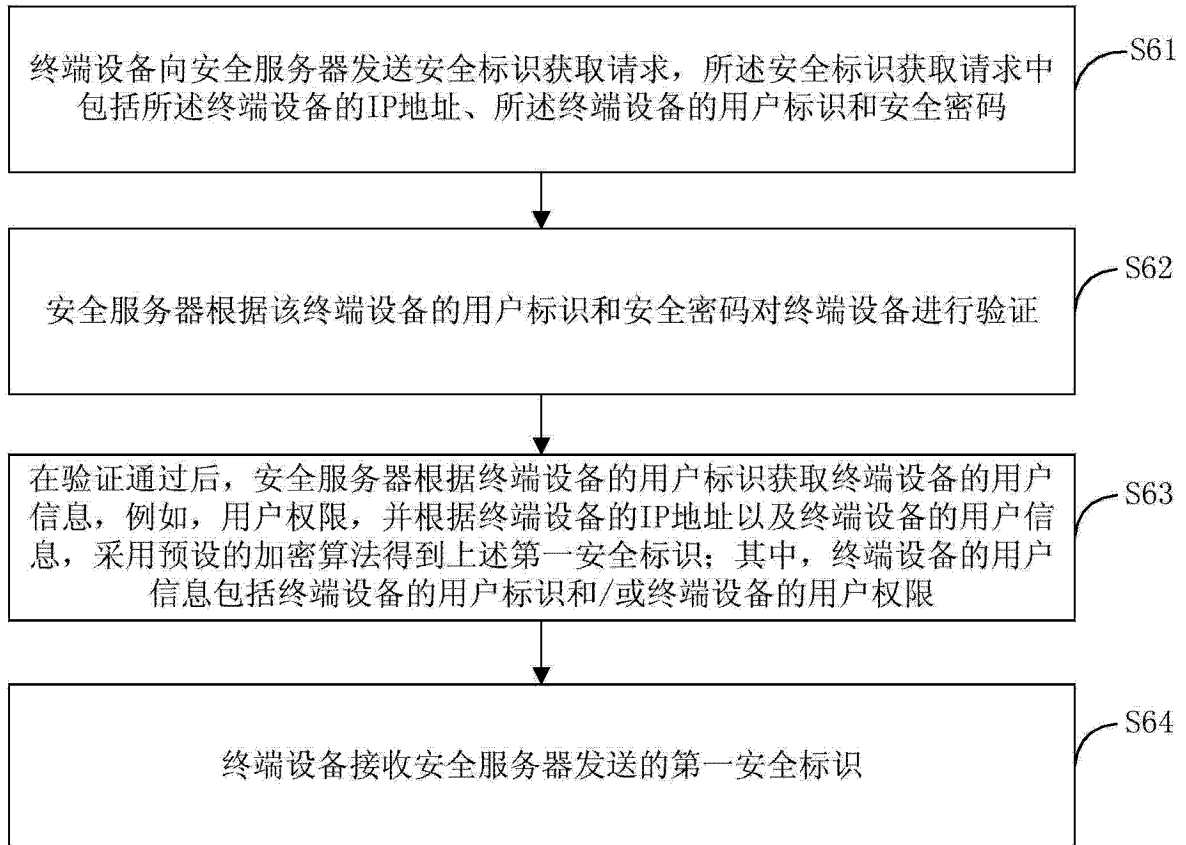 终端设备向安全服务器发送安全标识获取请求，所述安全标识获取请求中
包括所述终端设备的IP地址、所述终端设备的用户标识和安全密码
S61
安全服务器根据该终端设备的用户标识和安全密码对终端设备进行验证
S62
在验证通过后，安全服务器根据终端设备的用户标识获取终端设备的用户
信息，例如，用户权限，并根据终端设备的IP地址以及终端设备的用户信
息，采用预设的加密算法得到上述第一安全标识；其中，终端设备的用户
信息包括终端设备的用户标识和/或终端设备的用户权限
S63
终端设备接收安全服务器发送的第一安全标识
S64